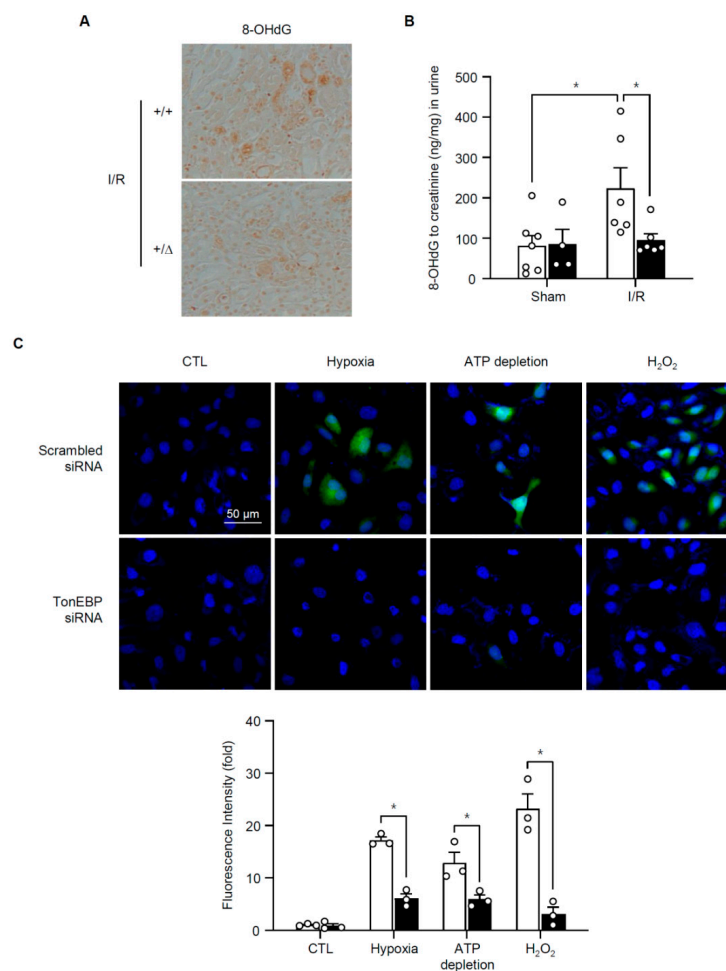 A
8-OHdG
I/R
+/+
+/Δ
B
8-OHdG to creatinine (ng/mg) in urine
500
400
300
200
100
0
*
*
Sham
I/R
C
CTL
Hypoxia
ATP depletion
H₂O₂
Scrambled
siRNA
50 μm
TonEBP
siRNA
Fluorescence Intensity (fold)
40
30
20
10
0
*
*
*
CTL
Hypoxia
ATP
depletion
H₂O₂